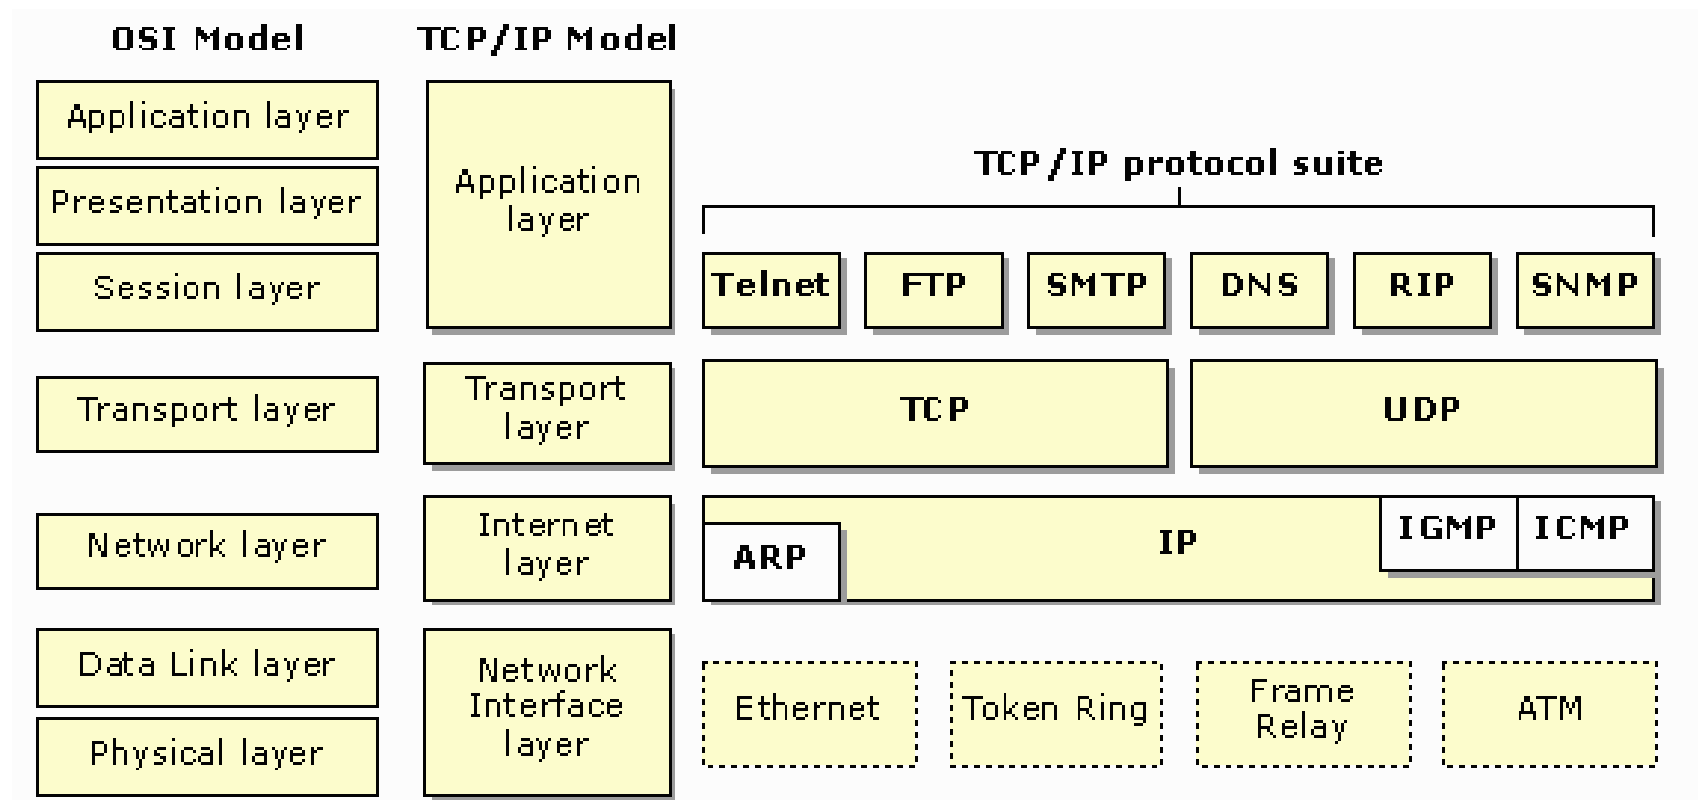 OSI Model
TCP/IP Model
Application layer
Presentation layer
Session layer
Transport layer
Network layer
Data Link layer
Physical layer
Application
layer
Transport
layer
Internet
layer
Network
Interface
layer
TCP/IP protocol suite
Telnet
FTP
SMTP
DNS
RIP
SNMP
TCP
UDP
ARP
IP
IGMP
ICMP
Ethernet
Token Ring
Frame
Relay
ATM